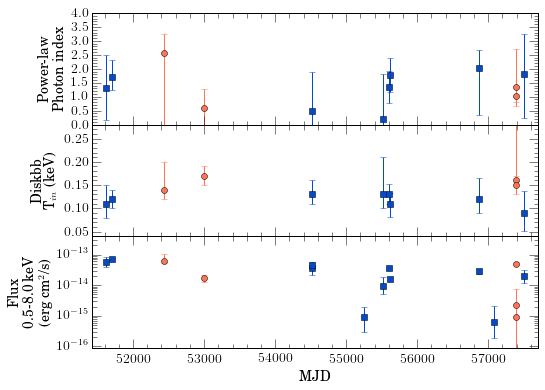 4.0
3.5
3.0
2.5
2.0
1.5
1.0
0.5
0.0
Power-law
Photon index
0.25
0.20
0.15
0.10
0.05
Diskbb
T_in (keV)
10^-13
10^-14
10^-15
10^-16
Flux
0.5-8.0 keV
(erg cm²/s)
52000 53000 54000 55000 56000 57000
MJD